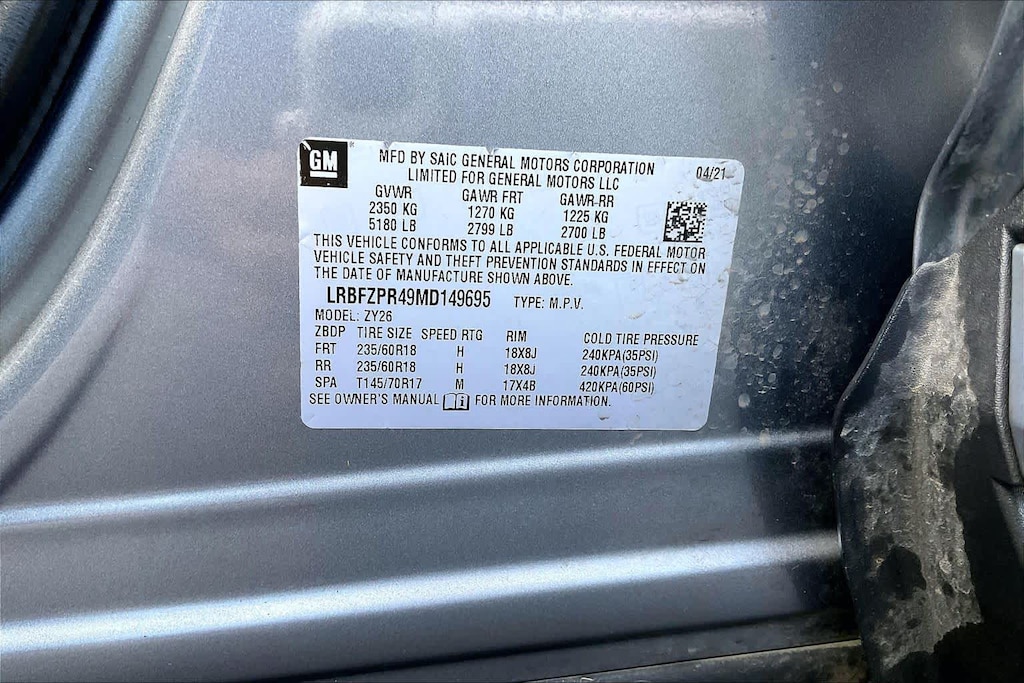 GM
MFD BY SAIC GENERAL MOTORS CORPORATION
LIMITED FOR GENERAL MOTORS LLC
04/21
GVWR GAWR FRT GAWR-RR
2350 KG 1270 KG 1225 KG
5180 LB 2799 LB 2700 LB
THIS VEHICLE CONFORMS TO ALL APPLICABLE U.S. FEDERAL MOTOR
VEHICLE SAFETY AND THEFT PREVENTION STANDARDS IN EFFECT ON
THE DATE OF MANUFACTURE SHOWN ABOVE.
LRBFZPR49MD149695 TYPE: M.P.V.
MODEL: ZY26
ZBDP TIRE SIZE SPEED RTG RIM COLD TIRE PRESSURE
FRT 235/60R18 H 18X8J 240KPA(35PSI)
RR 235/60R18 H 18X8J 240KPA(35PSI)
SPA T145/70R17 M 17X4B 420KPA(60PSI)
SEE OWNER'S MANUAL FOR MORE INFORMATION.